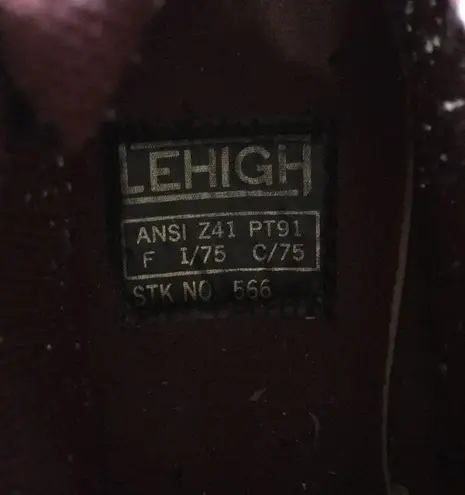 LEHIGH
ANSI Z41 PT91
F I/75 C/75
STK NO 566